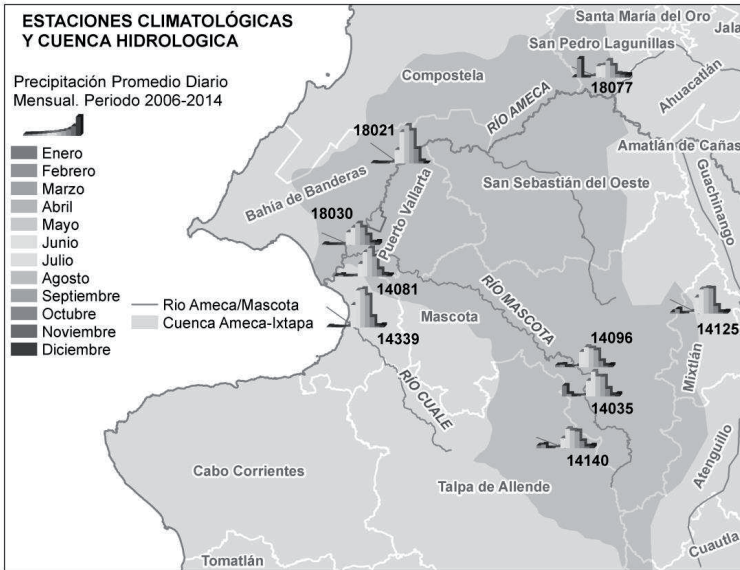 ESTACIONES CLIMATOLÓGICAS
Y CUENCA HIDROLOGICA
Precipitación Promedio Diario
Mensual. Periodo 2006-2014
Enero
Febrero
Marzo
Abril
Mayo
Junio
Julio
Agosto
Septiembre
Octubre
Noviembre
Diciembre
Rio Ameca/Mascota
Cuenca Ameca-Ixtapa
Santa María del Oro
Jala
San Pedro Lagunillas
Compostela
18077
Ahuacatlán
RÍO AMECA
18021
Amatlán de Cañas
Guachinango
San Sebastián del Oeste
Bahía de Banderas
Puerto Vallarta
18030
14081
RÍO MASCOTA
14339
Mascota
14125
14096
Mixtlán
14035
RÍO CUALE
14140
Atenguillo
Cabo Corrientes
Talpa de Allende
Cuautla
Tomatlán